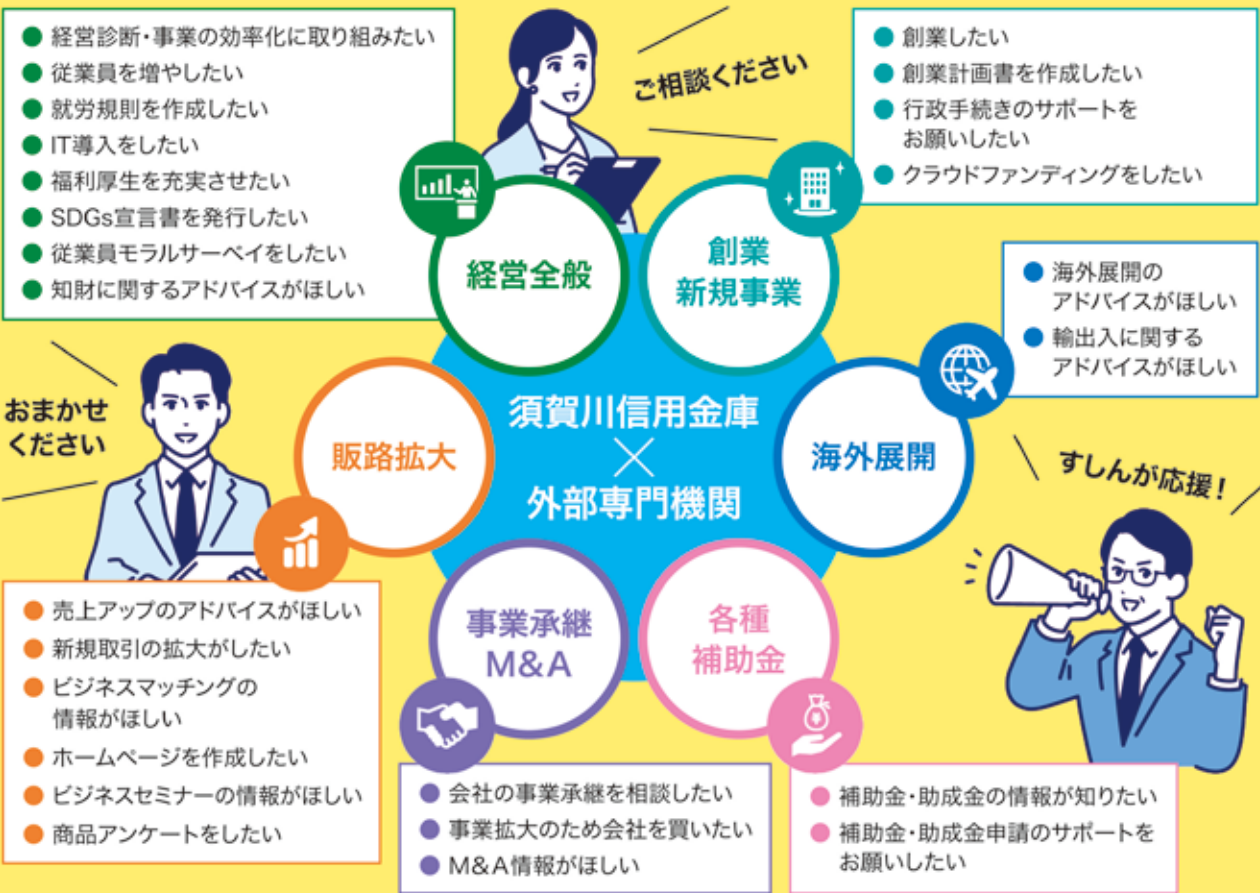 ● 経営診断・事業の効率化に取り組みたい
● 従業員を増やしたい
● 就労規則を作成したい
● IT導入をしたい
● 福利厚生を充実させたい
● SDGs宣言書を発行したい
● 従業員モラルサーベイをしたい
● 知財に関するアドバイスがほしい
ご相談ください
● 創業したい
● 創業計画書を作成したい
● 行政手続きのサポートを
お願いしたい
● クラウドファンディングをしたい
経営全般
創業
新規事業
● 海外展開の
アドバイスがほしい
● 輸出入に関する
アドバイスがほしい
おまかせ
ください
販路拡大
須賀川信用金庫
×
外部専門機関
海外展開
すしんが応援!
事業承継
M&A
各種
補助金
● 売上アップのアドバイスがほしい
● 新規取引の拡大がしたい
● ビジネスマッチングの
情報がほしい
● ホームページを作成したい
● ビジネスセミナーの情報がほしい
● 商品アンケートをしたい
● 会社の事業承継を相談したい
● 事業拡大のため会社を買いたい
● M&A情報がほしい
¥
● 補助金・助成金の情報が知りたい
● 補助金・助成金申請のサポートを
お願いしたい